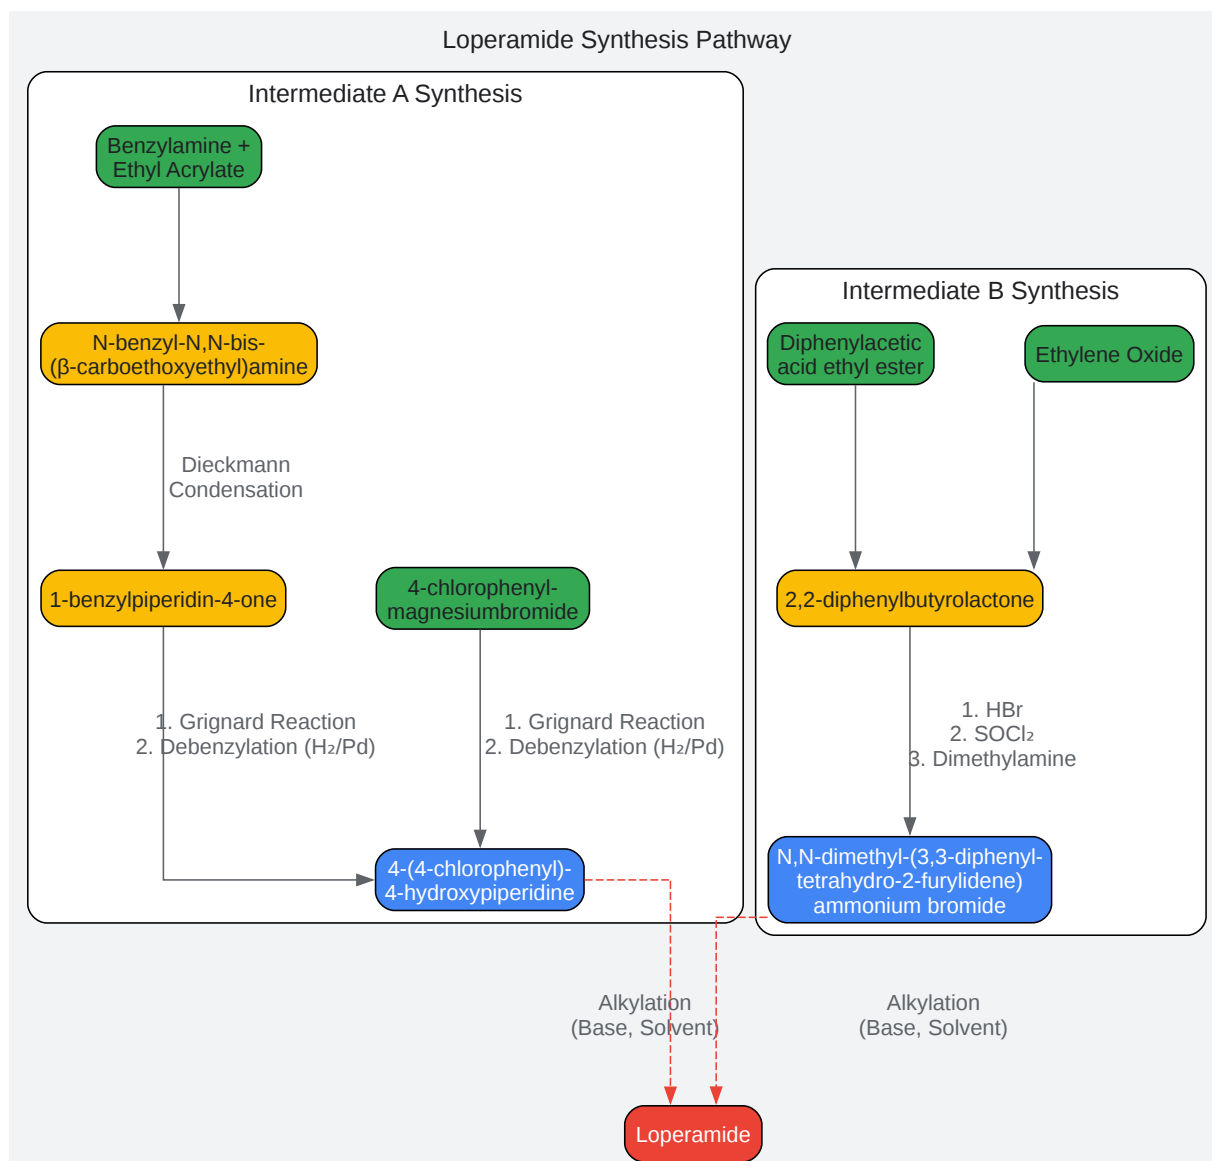 Loperamide Synthesis Pathway
Intermediate A Synthesis
Benzylamine +
Ethyl Acrylate
N-benzyl-N,N-bis-
(β-carboethoxyethyl)amine
Dieckmann
Condensation
1-benzylpiperidin-4-one
4-chlorophenyl-
magnesiumbromide
1. Grignard Reaction
2. Debenzylation (H₂/Pd)
1. Grignard Reaction
2. Debenzylation (H₂/Pd)
4-(4-chlorophenyl)-
4-hydroxypiperidine
Intermediate B Synthesis
Diphenylacetic
acid ethyl ester
Ethylene Oxide
2,2-diphenylbutyrolactone
1. HBr
2. SOCl₂
3. Dimethylamine
N,N-dimethyl-(3,3-diphenyl-
tetrahydro-2-furylidene)
ammonium bromide
Alkylation
(Base, Solvent)
Alkylation
(Base, Solvent)
Loperamide